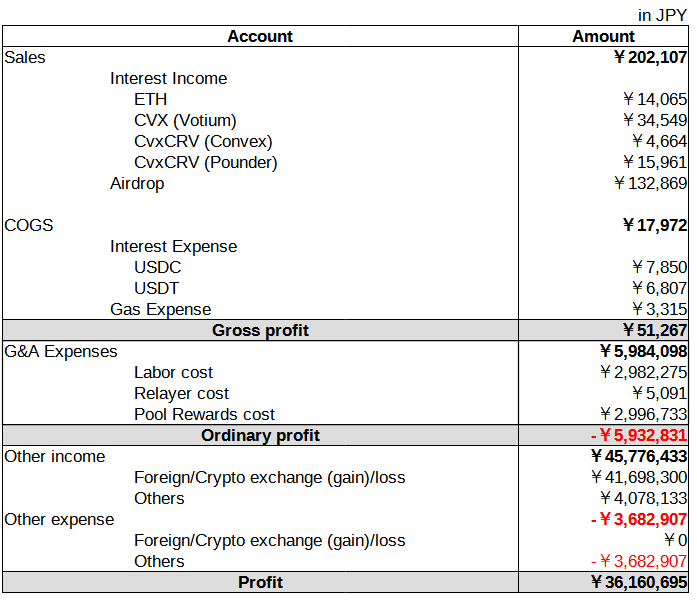 in JPY
Account Amount
Sales ¥202,107
Interest Income
ETH ¥14,065
CVX (Votium) ¥34,549
CvxCRV (Convex) ¥4,664
CvxCRV (Pounder) ¥15,961
Airdrop ¥132,869
COGS ¥17,972
Interest Expense
USDC ¥7,850
USDT ¥6,807
Gas Expense ¥3,315
Gross profit ¥51,267
G&A Expenses ¥5,984,098
Labor cost ¥2,982,275
Relayer cost ¥5,091
Pool Rewards cost ¥2,996,733
Ordinary profit -¥5,932,831
Other income ¥45,776,433
Foreign/Crypto exchange (gain)/loss ¥41,698,300
Others ¥4,078,133
Other expense -¥3,682,907
Foreign/Crypto exchange (gain)/loss ¥0
Others -¥3,682,907
Profit ¥36,160,695